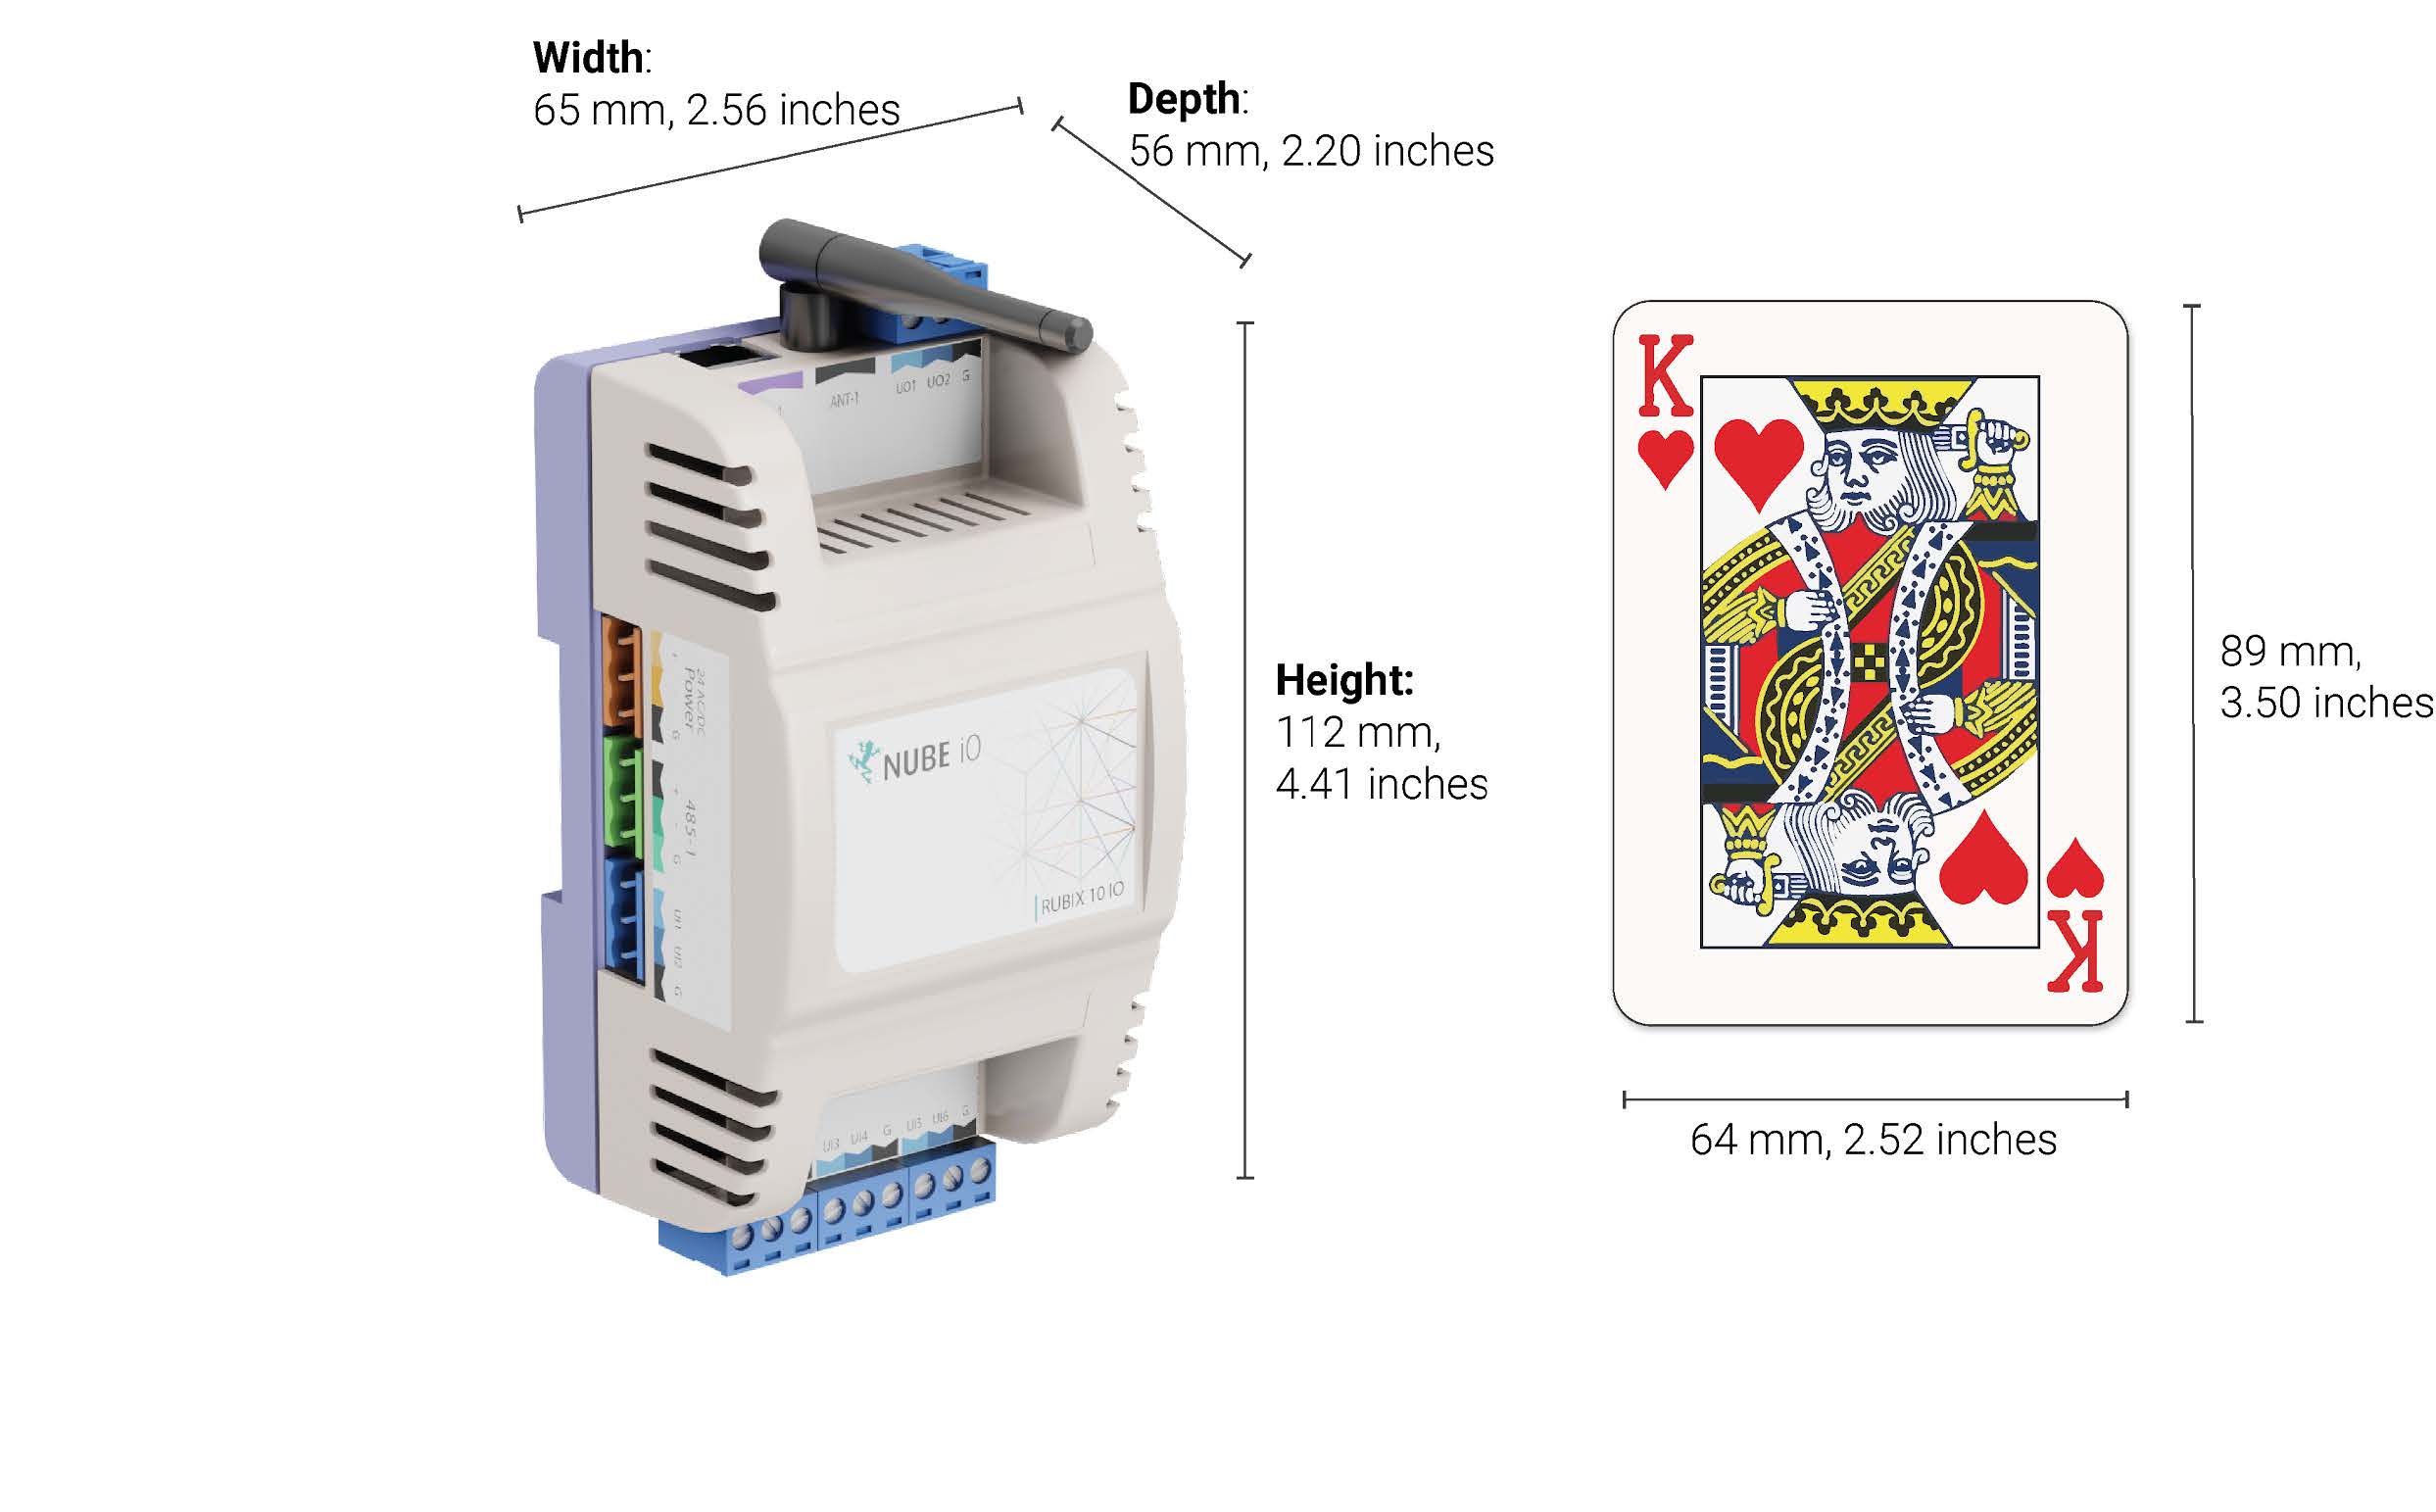 Width:
65 mm, 2.56 inches
Depth:
56 mm, 2.20 inches
ANT-1
UO1 UO2 G
24 AC/DC
Power
+
-
G
+
-
G
485-1
UI1
UI2
G
NUBE iO
RUBIX 10 IO
UI3 UI4 G UI5 UI6 G
Height:
112 mm,
4.41 inches
K
K
89 mm,
3.50 inches
64 mm, 2.52 inches